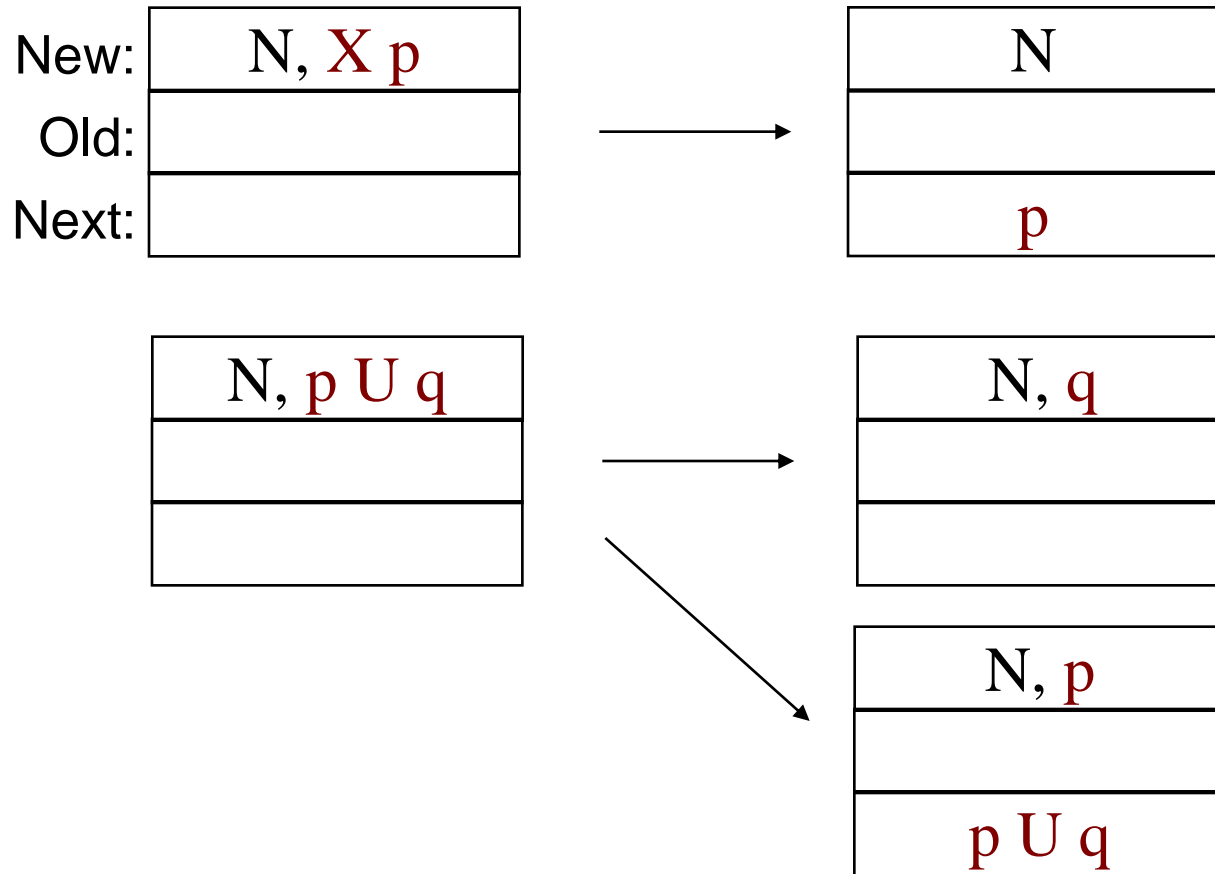 New: N, X p N
Old:
Next: p
N, p U q N, q
N, p
p U q